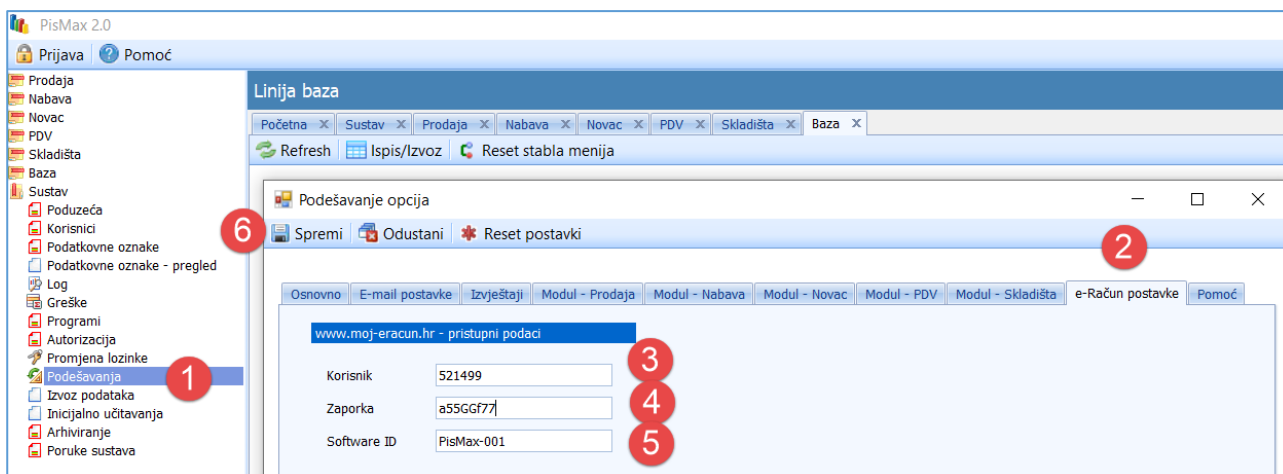 PisMax 2.0
Prijava Pomoć
Prodaja
Nabava
Novac
PDV
Skladišta
Baza
Sustav
Poduzeća
Korisnici
Podatkovne oznake
Podatkovne oznake - pregled
Log
Greške
Programi
Autorizacija
Promjena lozinke
Podešavanja
Izvoz podataka
Inicijalno učitavanja
Arhiviranje
Poruke sustava
1
Linija baza
Početna x Sustav x Prodaja x Nabava x Novac x PDV x Skladišta x Baza x
Refresh Ispis/Izvoz Reset stabla menija
Podešavanje opcija
6 Spremi Odustani Reset postavki
2
Osnovno E-mail postavke Izvještaji Modul - Prodaja Modul - Nabava Modul - Novac Modul - PDV Modul - Skladišta e-Račun postavke Pomoć
www.moj-eracun.hr - pristupni podaci
Korisnik 521499 3
Zaporka a55GGf77 4
Software ID PisMax-001 5